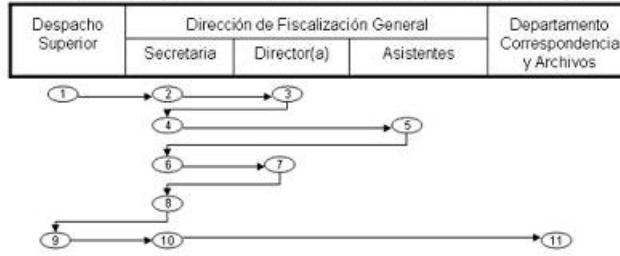 Despacho
Superior
Dirección de Fiscalización General
Departamento
Correspondencia
y Archivos
Secretaria
Director(a)
Asistentes
1
2
3
4
5
6
7
8
9
10
11